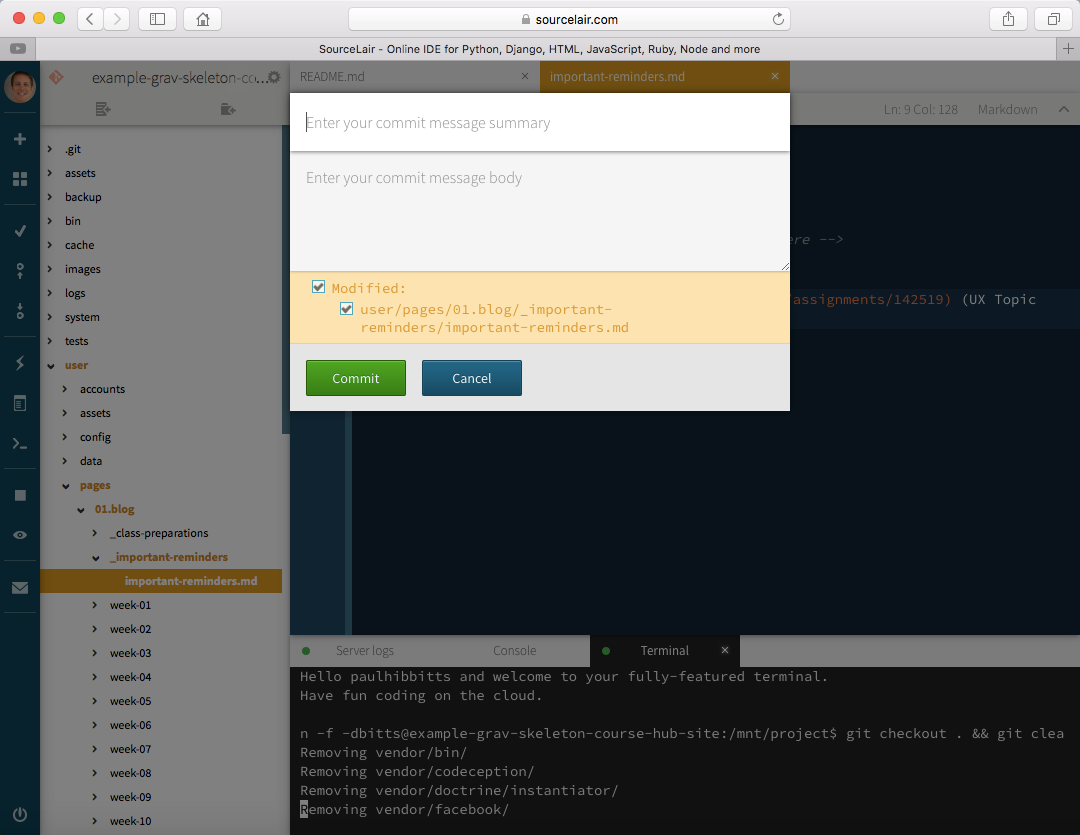 sourcelair.com
SourceLair - Online IDE for Python, Django, HTML, JavaScript, Ruby, Node and more
example-grav-skeleton-co...
README.md ×
important-reminders.md ×
Ln: 9 Col: 128 Markdown
Enter your commit message summary
Enter your commit message body
Modified:
user/pages/01.blog/_important-
reminders/important-reminders.md
Commit
Cancel
ere -->
assignments/142519) (UX Topic
.git
assets
backup
bin
cache
images
logs
system
tests
user
accounts
assets
config
data
pages
01.blog
_class-preparations
_important-reminders
important-reminders.md
week-01
week-02
week-03
week-04
week-05
week-06
week-07
week-08
week-09
week-10
Server logs
Console
Terminal ×
Hello paulhibbitts and welcome to your fully-featured terminal.
Have fun coding on the cloud.
n -f -dbitts@example-grav-skeleton-course-hub-site:/mnt/project$ git checkout . && git clea
Removing vendor/bin/
Removing vendor/codeception/
Removing vendor/doctrine/instantiator/
Removing vendor/facebook/